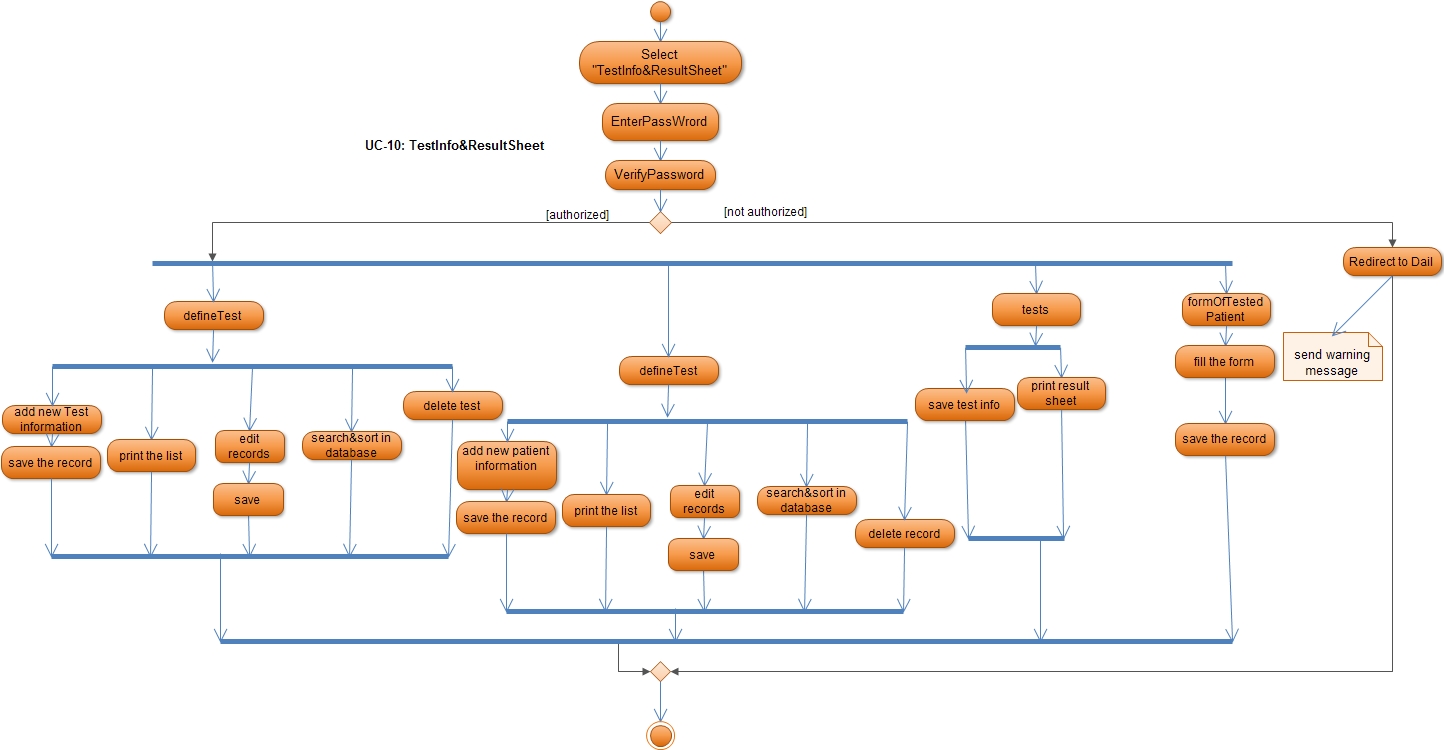 Select
"TestInfo&ResultSheet"
EnterPassWrord
UC-10: TestInfo&ResultSheet
VerifyPassword
[authorized]
[not authorized]
Redirect to Dail
send warning
message
defineTest
add new Test
information
save the record
print the list
edit
records
save
search&sort in
database
delete test
defineTest
add new patient
information
save the record
print the list
edit
records
save
search&sort in
database
delete record
tests
save test info
print result
sheet
formOfTested
Patient
fill the form
save the record